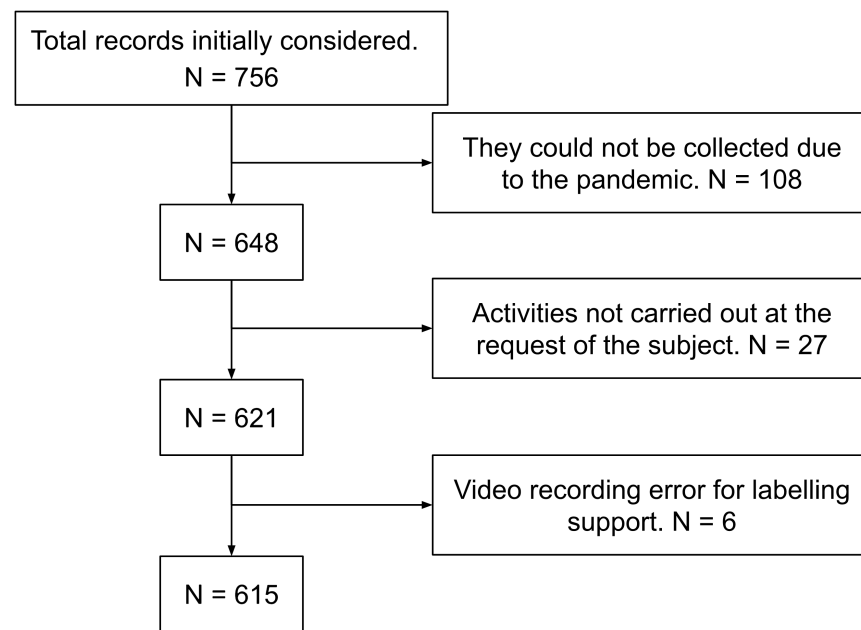 Total records initially considered.
N = 756
They could not be collected due
to the pandemic. N = 108
N = 648
Activities not carried out at the
request of the subject. N = 27
N = 621
Video recording error for labelling
support. N = 6
N = 615